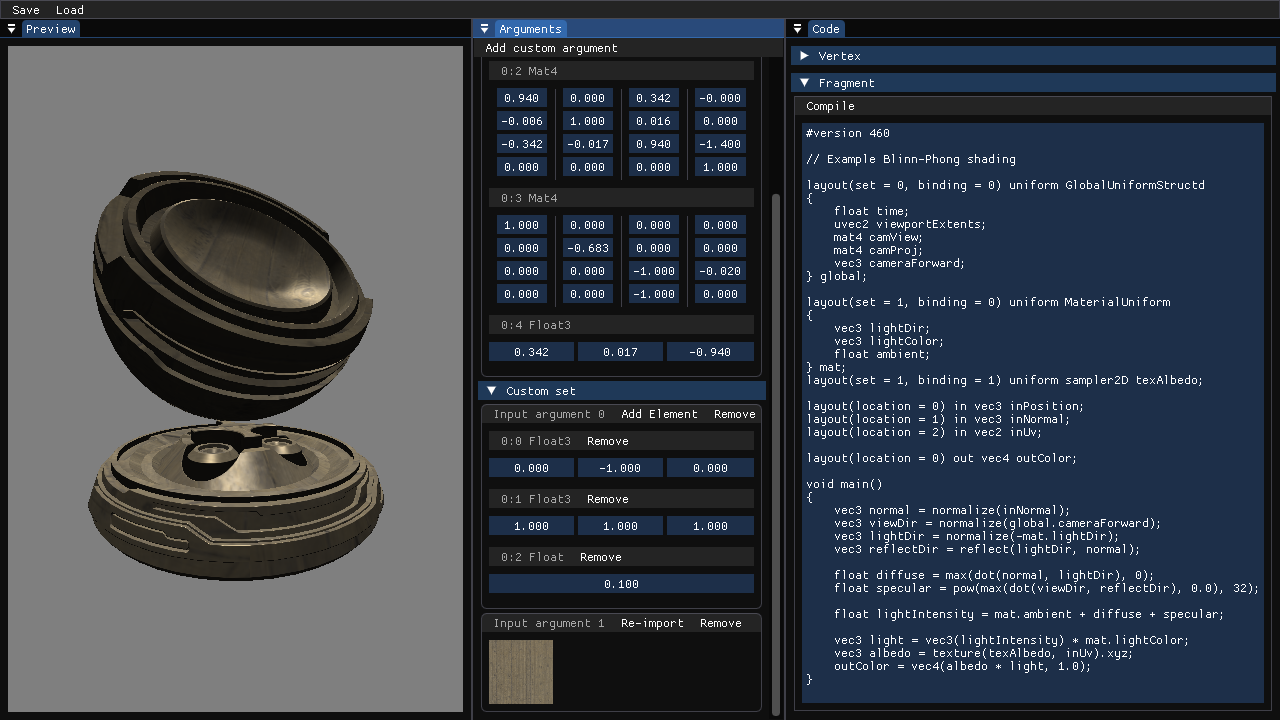 Save Load
Preview
Arguments
Add custom argument
0:2 Mat4
0.940 0.000 0.342 -0.000
-0.006 1.000 0.016 0.000
-0.342 -0.017 0.940 -1.400
0.000 0.000 0.000 1.000
0:3 Mat4
1.000 0.000 0.000 0.000
0.000 -0.683 0.000 0.000
0.000 0.000 -1.000 -0.020
0.000 0.000 -1.000 0.000
0:4 Float3
0.342 0.017 -0.940
Custom set
Input argument 0 Add Element Remove
0:0 Float3 Remove
0.000 -1.000 0.000
0:1 Float3 Remove
1.000 1.000 1.000
0:2 Float Remove
0.100
Input argument 1 Re-import Remove
Code
Vertex
Fragment
Compile
#version 460
// Example Blinn-Phong shading
layout(set = 0, binding = 0) uniform GlobalUniformStructd
{
float time;
uvec2 viewportExtents;
mat4 camView;
mat4 camProj;
vec3 cameraForward;
} global;
layout(set = 1, binding = 0) uniform MaterialUniform
{
vec3 lightDir;
vec3 lightColor;
float ambient;
} mat;
layout(set = 1, binding = 1) uniform sampler2D texAlbedo;
layout(location = 0) in vec3 inPosition;
layout(location = 1) in vec3 inNormal;
layout(location = 2) in vec2 inUv;
layout(location = 0) out vec4 outColor;
void main()
{
vec3 normal = normalize(inNormal);
vec3 viewDir = normalize(global.cameraForward);
vec3 lightDir = normalize(-mat.lightDir);
vec3 reflectDir = reflect(lightDir, normal);
float diffuse = max(dot(normal, lightDir), 0);
float specular = pow(max(dot(viewDir, reflectDir), 0.0), 32);
float lightIntensity = mat.ambient + diffuse + specular;
vec3 light = vec3(lightIntensity) * mat.lightColor;
vec3 albedo = texture(texAlbedo, inUv).xyz;
outColor = vec4(albedo * light, 1.0);
}